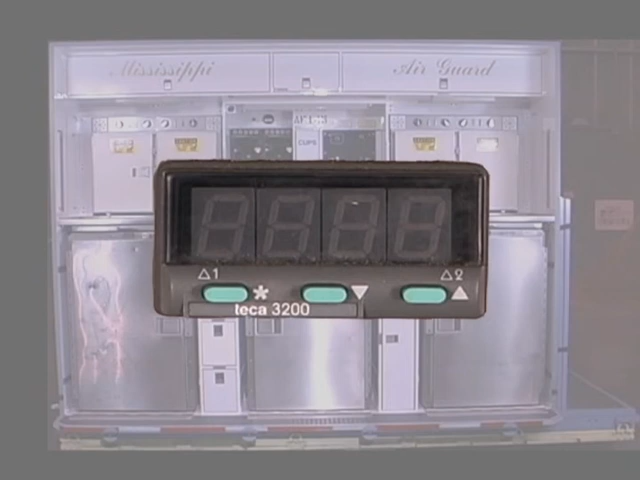 Mississippi
Air Guard
CUPS
△1
△2
* ▼ ▲
teca 3200